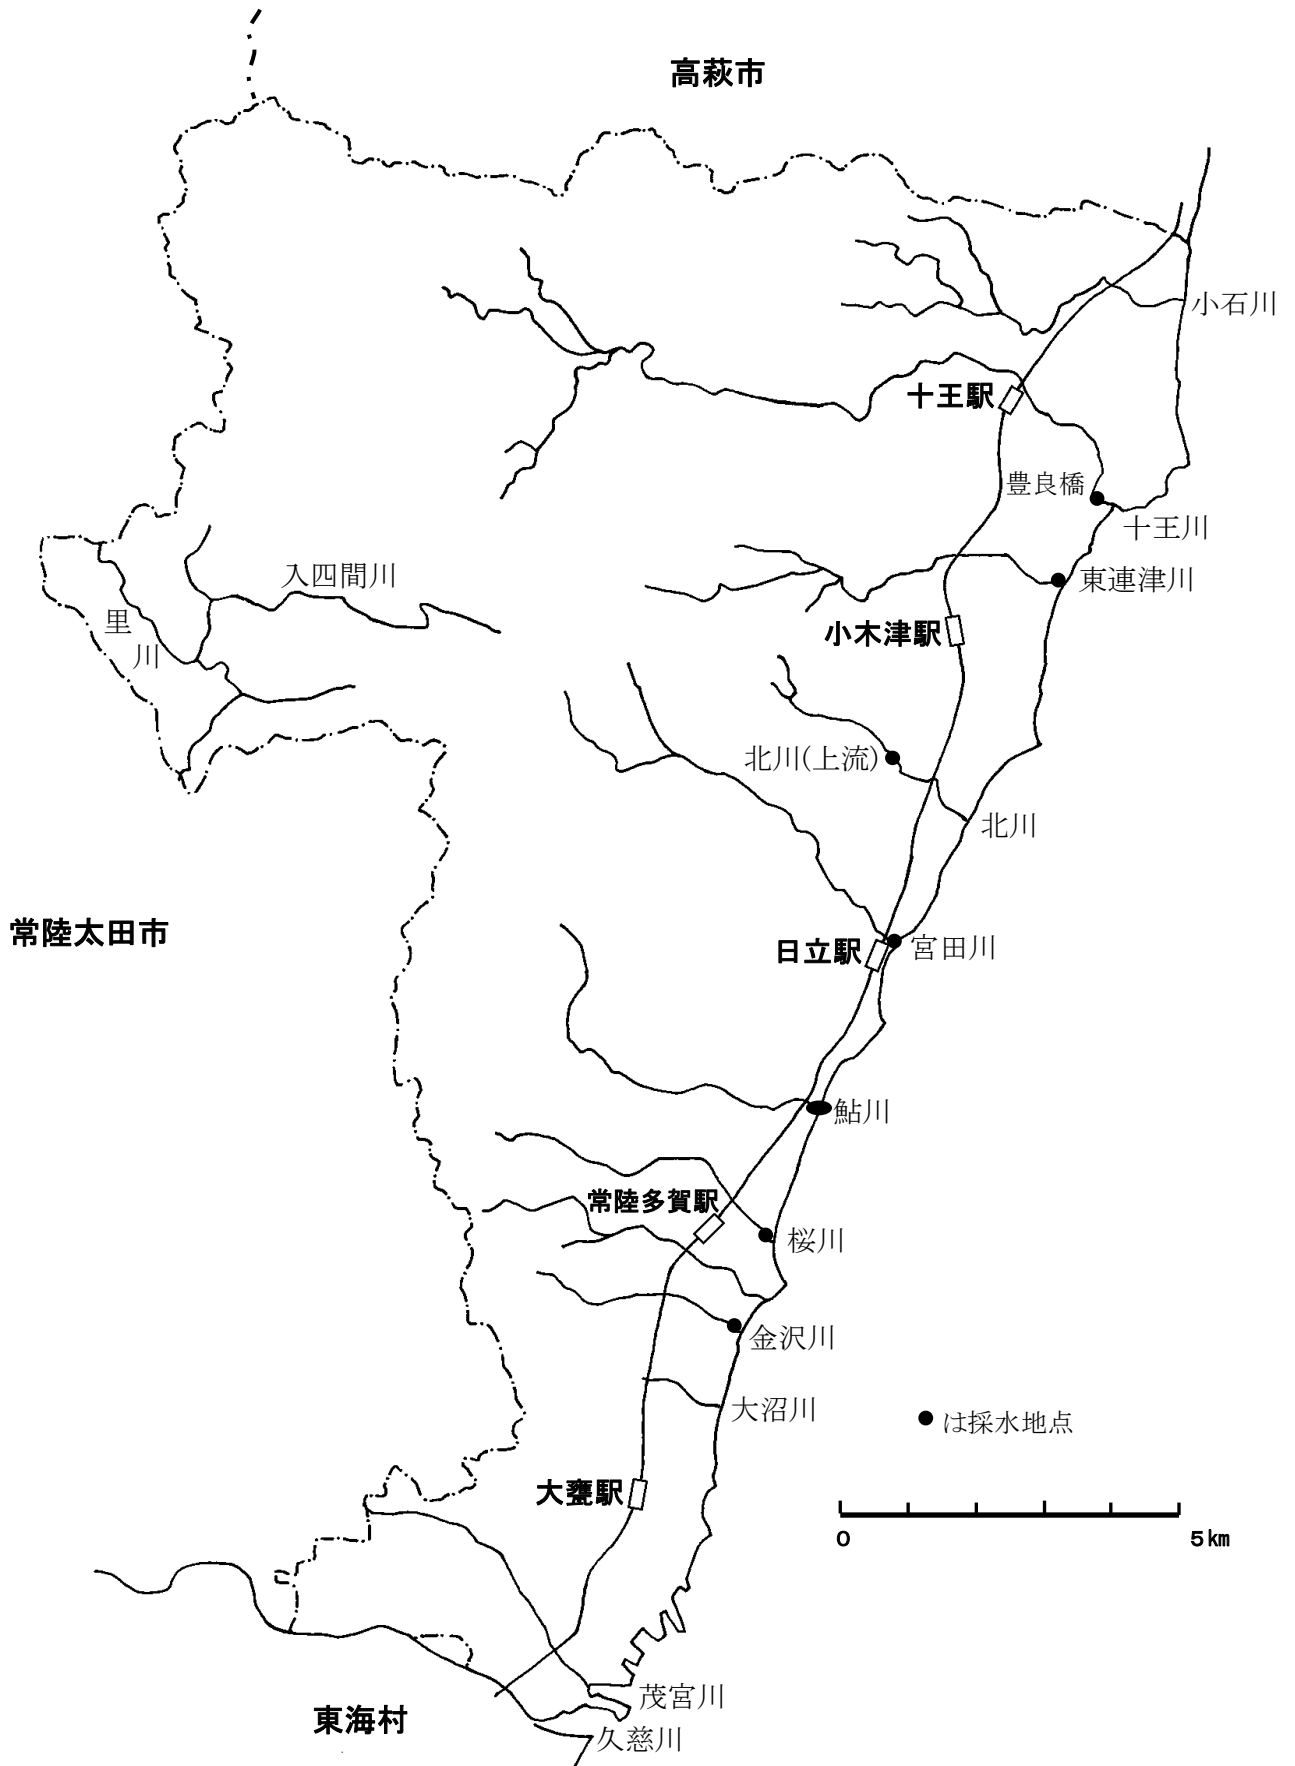 高萩市
小石川
十王駅
豊良橋
十王川
入四間川
東連津川
里川
小木津駅
北川(上流)
北川
常陸太田市
日立駅
宮田川
鮎川
常陸多賀駅
桜川
金沢川
大沼川
●は採水地点
大甕駅
0 5km
茂宮川
東海村
久慈川